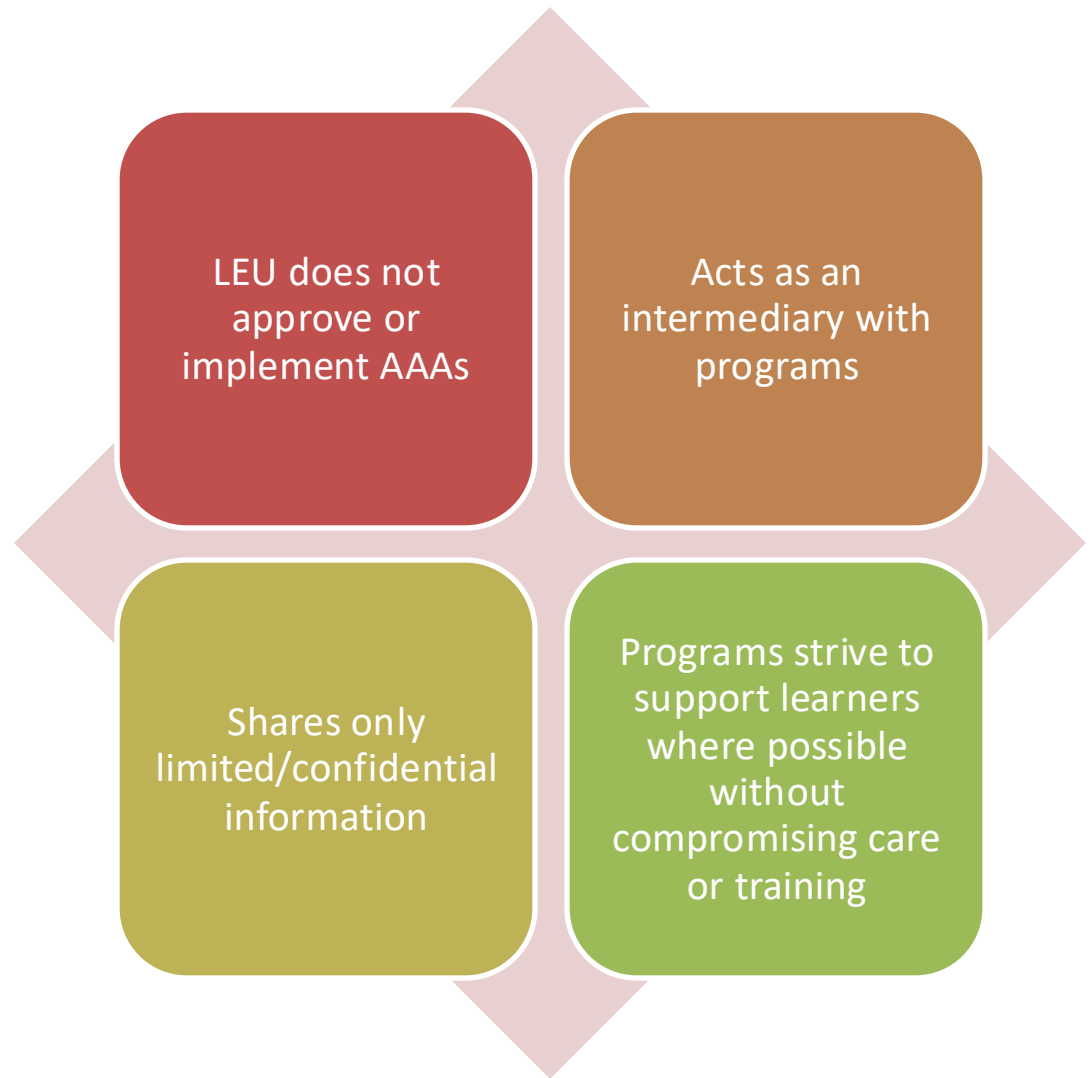 LEU does not
approve or
implement AAAs
Acts as an
intermediary with
programs
Shares only
limited/confidential
information
Programs strive to
support learners
where possible
without
compromising care
or training